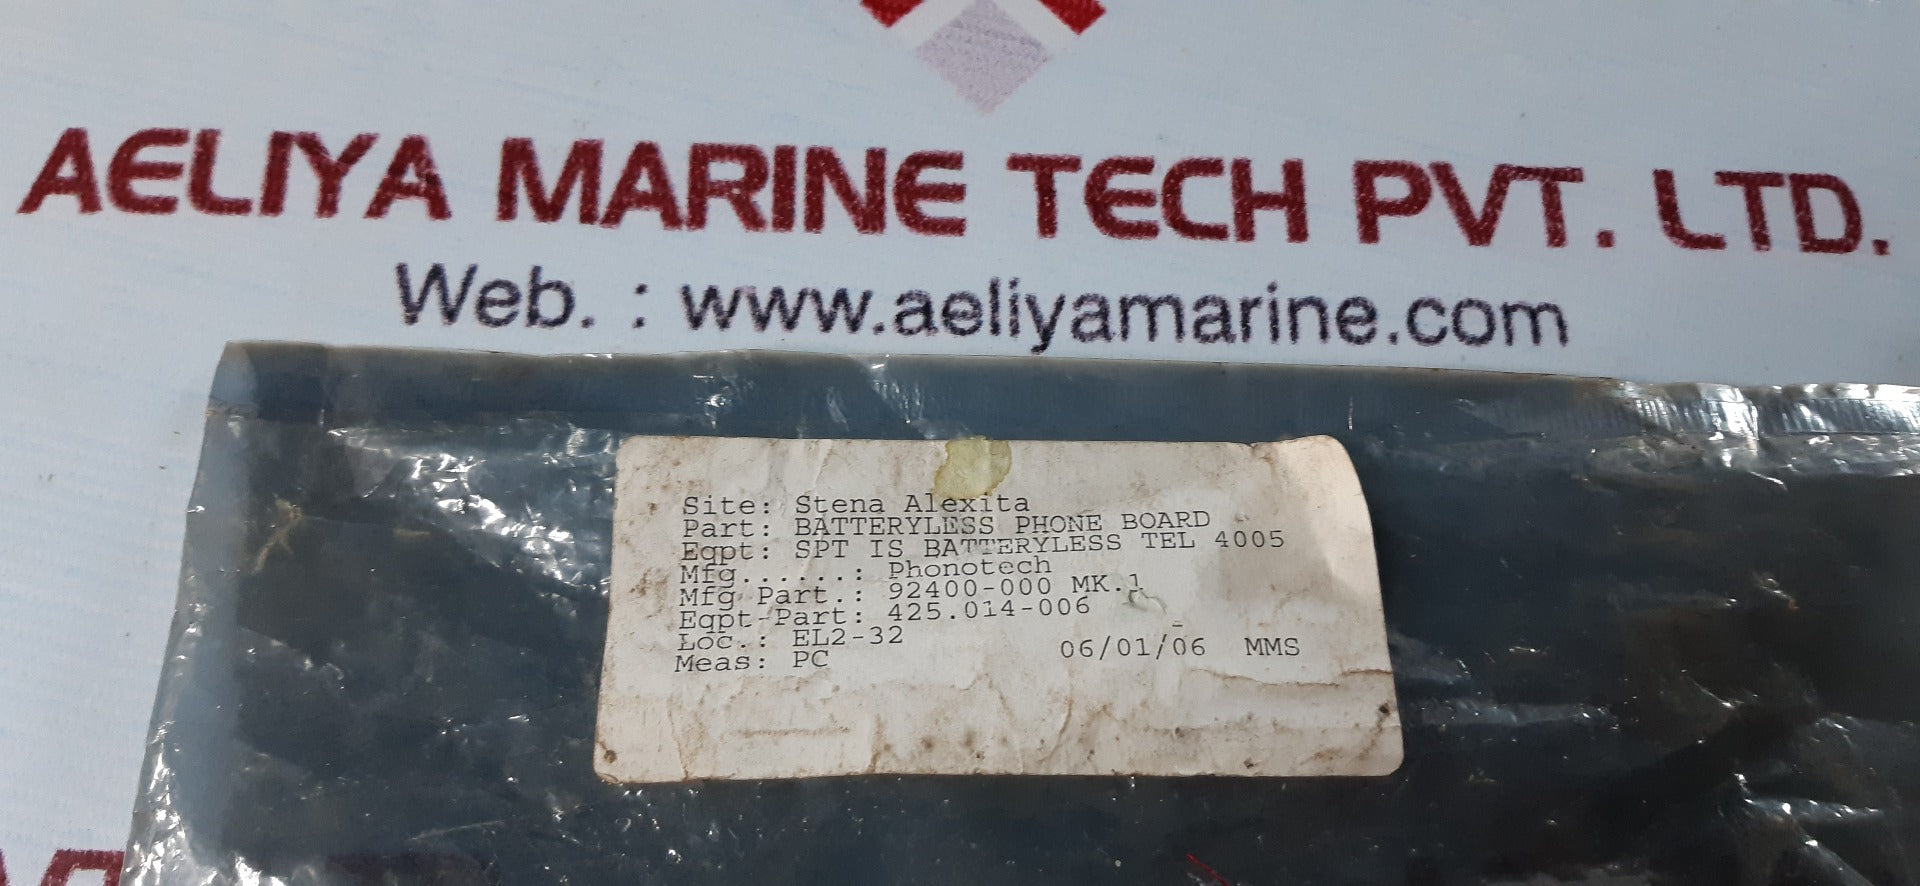 AELIYA MARINE TECH PVT. LTD.
Web. : www.aeliyamarine.com
Site: Stena Alexita
Part: BATTERYLESS PHONE BOARD
Eqpt: SPT IS BATTERYLESS TEL 4005
Mfg.......: Phonotech
Mfg Part.: 92400-000 MK.1
Eqpt-Part: 425.014-006
Loc.: EL2-32
Meas: PC 06/01/06 MMS